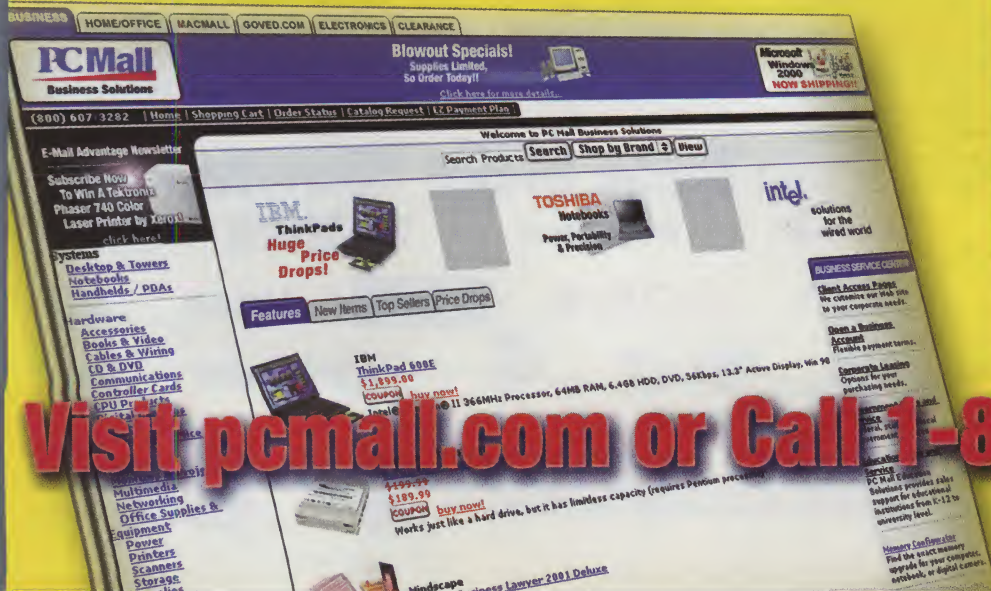 BUSINESS
HOME/OFFICE
MACMALL
GOVED.COM
ELECTRONICS
CLEARANCE
PCMall
Business Solutions
Blowout Specials!
Supplies Limited,
So Order Today!!
Click here for more details...
Microsoft
Windows
2000
NOW SHIPPING!!
(800) 607-3282 | Home | Shopping Cart | Order Status | Catalog Request | EZ Payment Plan
E-Mail Advantage Newsletter
Subscribe Now
To Win A Tektronix
Phaser 740 Color
Laser Printer by Xerox!
click here!
Welcome to PC Mall Business Solutions
Search Products Search Shop by Brand View
IBM.
ThinkPads
Huge
Price
Drops!
TOSHIBA
Notebooks
Power, Portability
& Precision
intel.
solutions
for the
wired world
Systems
Desktop & Towers
Notebooks
Handhelds / PDAs
Hardware
Accessories
Books & Video
Cables & Wiring
CD & DVD
Communications
Controller Cards
CPU Products
Multimedia
Networking
Office Supplies &
Equipment
Power
Printers
Scanners
Storage
Features
New Items
Top Sellers
Price Drops
IBM
ThinkPad 600E
$1,899.00
COUPON buy now!
Intel® II 366MHz Processor, 64MB RAM, 6.4GB HDD, DVD, 56Kbps, 13.3" Active Display, Win 98
Visit pcmall.com or Call 1-8
$199.99
$189.99
COUPON buy now!
Works just like a hard drive, but it has limitless capacity (requires Pentium
Mindscape
Lawyer 2001 Deluxe
BUSINESS SERVICE CENTER
Client Access Pages
We customize our Web site
to your corporate needs.
Open a Business
Account
Flexible payment terms.
Corporate Leasing
Options for your
purchasing needs.
Service
PC Mall Education
Solutions provides sales
support for educational
institutions from K-12 to
university level.
Memory Configurator
Find the exact memory
upgrade for your computer,
notebook, or digital camera.